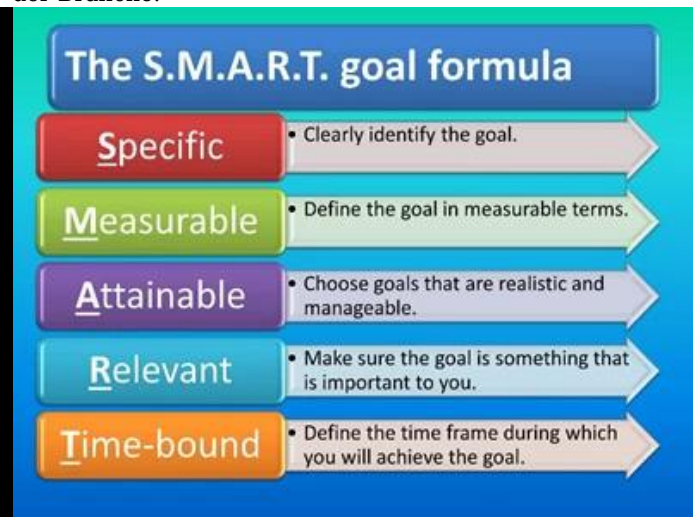 The S.M.A.R.T. goal formula
Specific
• Clearly identify the goal.
Measurable
• Define the goal in measurable terms.
Attainable
• Choose goals that are realistic and
manageable.
Relevant
• Make sure the goal is something that
is important to you.
Time-bound
• Define the time frame during which
you will achieve the goal.